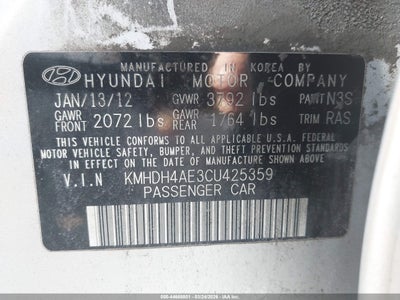 MANUFACTURED IN KOREA BY
HYUNDAI MOTOR COMPANY
JAN/13/12 GVWR 3792 lbs PAINT N3S
GAWR FRONT 2072 lbs GAWR REAR 1764 lbs TRIM RAS
THIS VEHICLE CONFORMS TO ALL APPLICABLE U.S.A. FEDERAL
MOTOR VEHICLE SAFETY, BUMPER, AND THEFT PREVENTION
STANDARDS IN EFFECT ON THE DATE OF MANUFACTURE SHOWN ABOVE.
V.I.N KMHDH4AE3CU425359
PASSENGER CAR